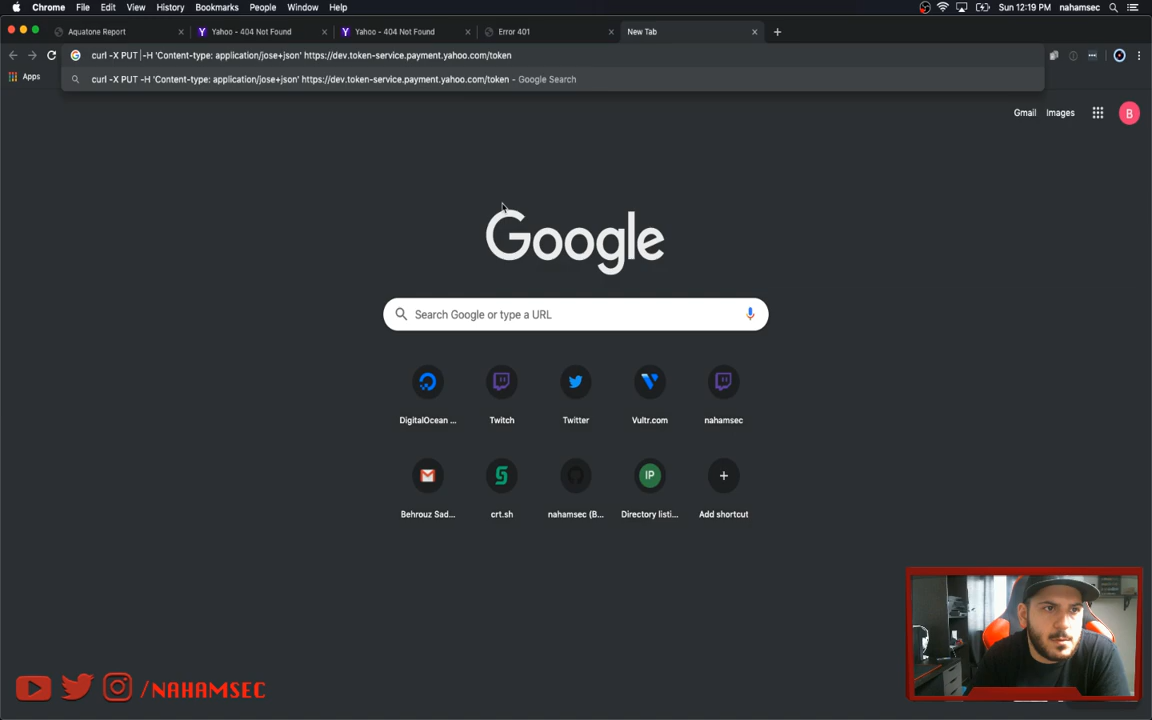 Chrome File Edit View History Bookmarks People Window Help
Sun 12:19 PM nahamsec
Aquatone Report
Yahoo - 404 Not Found
Yahoo - 404 Not Found
Error 401
New Tab
curl -X PUT -H 'Content-type: application/jose+json' https://dev.token-service.payment.yahoo.com/token
Apps
curl -X PUT -H 'Content-type: application/jose+json' https://dev.token-service.payment.yahoo.com/token - Google Search
Gmail Images
B
Google
Search Google or type a URL
DigitalOcean ...
Twitch
Twitter
Vultr.com
nahamsec
IP
Behrouz Sad...
crt.sh
nahamsec (B...
Directory listi...
Add shortcut
/NAHAMSEC